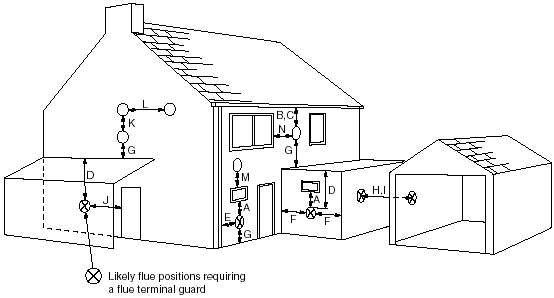 L
B,C
K
N
G
G
D
M
D
H,I
J
A
A
E
F
F
G
Likely flue positions requiring
a flue terminal guard